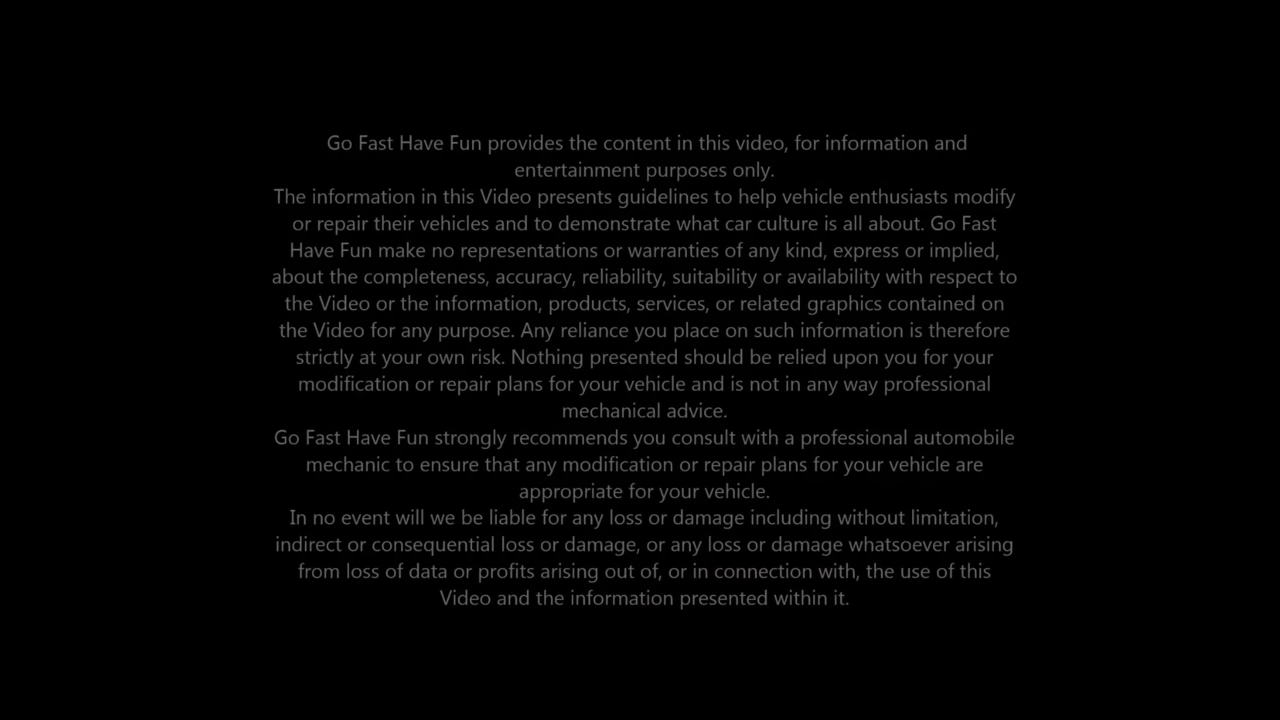 Go Fast Have Fun provides the content in this video, for information and
entertainment purposes only.
The information in this Video presents guidelines to help vehicle enthusiasts modify
or repair their vehicles and to demonstrate what car culture is all about. Go Fast
Have Fun make no representations or warranties of any kind, express or implied,
about the completeness, accuracy, reliability, suitability or availability with respect to
the Video or the information, products, services, or related graphics contained on
the Video for any purpose. Any reliance you place on such information is therefore
strictly at your own risk. Nothing presented should be relied upon you for your
modification or repair plans for your vehicle and is not in any way professional
mechanical advice.
Go Fast Have Fun strongly recommends you consult with a professional automobile
mechanic to ensure that any modification or repair plans for your vehicle are
appropriate for your vehicle.
In no event will we be liable for any loss or damage including without limitation,
indirect or consequential loss or damage, or any loss or damage whatsoever arising
from loss of data or profits arising out of, or in connection with, the use of this
Video and the information presented within it.